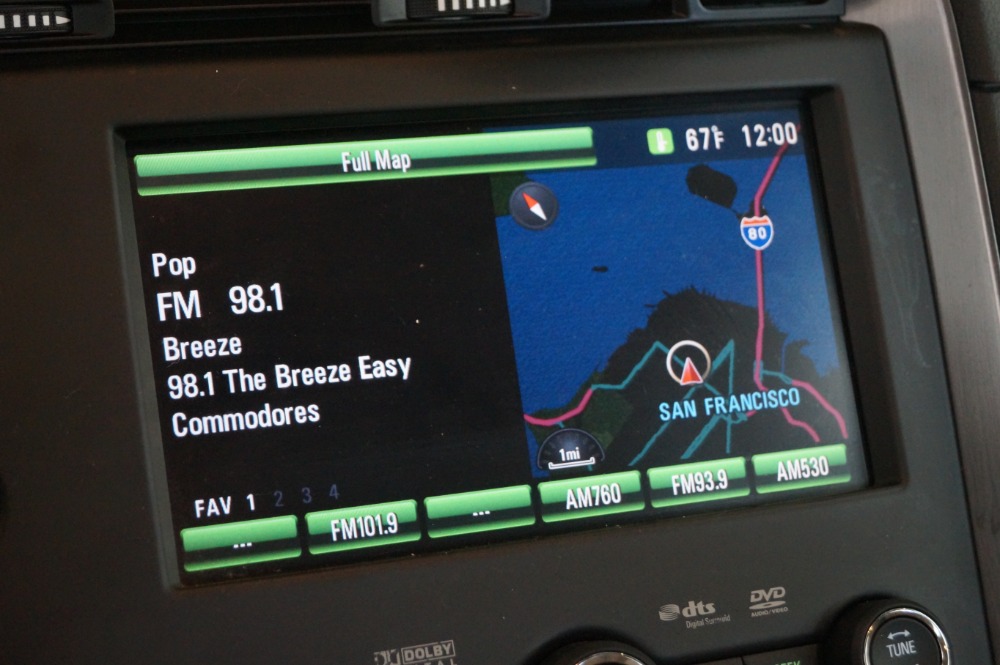 Full Map
67°F 12:00
80
Pop
FM 98.1
Breeze
98.1 The Breeze Easy
Commodores
SAN FRANCISCO
1mi
FAV 1 2 3 4
... FM101.9 ... AM760 FM93.9 AM530
dts
Digital Surround
DVD
AUDIO/VIDEO
DOLBY
TUNE